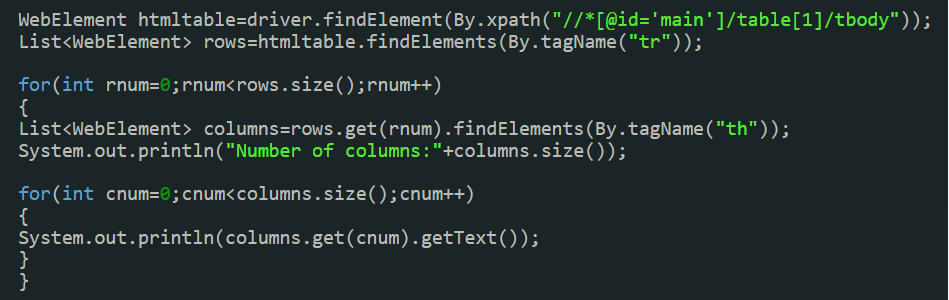 WebElement htmltable=driver.findElement(By.xpath("//*[@id='main']/table[1]/tbody"));
List<WebElement> rows=htmltable.findElements(By.tagName("tr"));
for(int rnum=0;rnum<rows.size();rnum++)
{
List<WebElement> columns=rows.get(rnum).findElements(By.tagName("th"));
System.out.println("Number of columns:"+columns.size());
for(int cnum=0;cnum<columns.size();cnum++)
{
System.out.println(columns.get(cnum).getText());
}
}